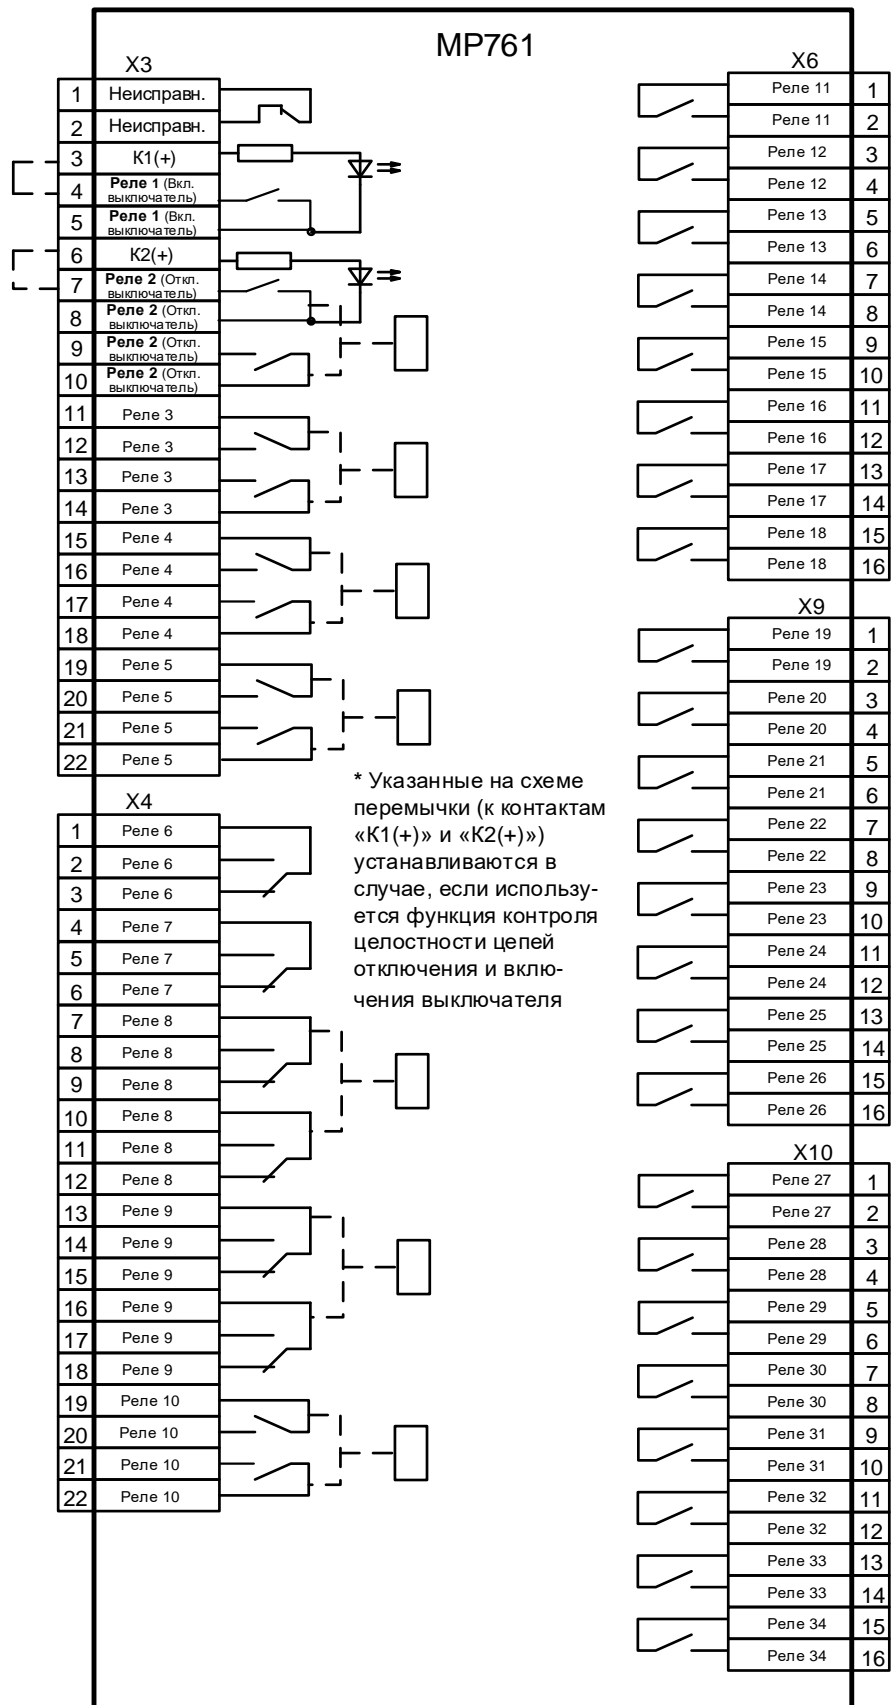 МР761
X3
1 Неисправн.
2 Неисправн.
3 К1(+)
4 Реле 1 (Вкл. выключатель)
5 Реле 1 (Вкл. выключатель)
6 К2(+)
7 Реле 2 (Откл. выключатель)
8 Реле 2 (Откл. выключатель)
9 Реле 2 (Откл. выключатель)
10 Реле 2 (Откл. выключатель)
11 Реле 3
12 Реле 3
13 Реле 3
14 Реле 3
15 Реле 4
16 Реле 4
17 Реле 4
18 Реле 4
19 Реле 5
20 Реле 5
21 Реле 5
22 Реле 5
X4
1 Реле 6
2 Реле 6
3 Реле 6
4 Реле 7
5 Реле 7
6 Реле 7
7 Реле 8
8 Реле 8
9 Реле 8
10 Реле 8
11 Реле 8
12 Реле 8
13 Реле 9
14 Реле 9
15 Реле 9
16 Реле 9
17 Реле 9
18 Реле 9
19 Реле 10
20 Реле 10
21 Реле 10
22 Реле 10
* Указанные на схеме
перемычки (к контактам
«К1(+)» и «К2(+)»)
устанавливаются в
случае, если использу-
ется функция контроля
целостности цепей
отключения и вклю-
чения выключателя
X6
Реле 11 1
Реле 11 2
Реле 12 3
Реле 12 4
Реле 13 5
Реле 13 6
Реле 14 7
Реле 14 8
Реле 15 9
Реле 15 10
Реле 16 11
Реле 16 12
Реле 17 13
Реле 17 14
Реле 18 15
Реле 18 16
X9
Реле 19 1
Реле 19 2
Реле 20 3
Реле 20 4
Реле 21 5
Реле 21 6
Реле 22 7
Реле 22 8
Реле 23 9
Реле 23 10
Реле 24 11
Реле 24 12
Реле 25 13
Реле 25 14
Реле 26 15
Реле 26 16
X10
Реле 27 1
Реле 27 2
Реле 28 3
Реле 28 4
Реле 29 5
Реле 29 6
Реле 30 7
Реле 30 8
Реле 31 9
Реле 31 10
Реле 32 11
Реле 32 12
Реле 33 13
Реле 33 14
Реле 34 15
Реле 34 16